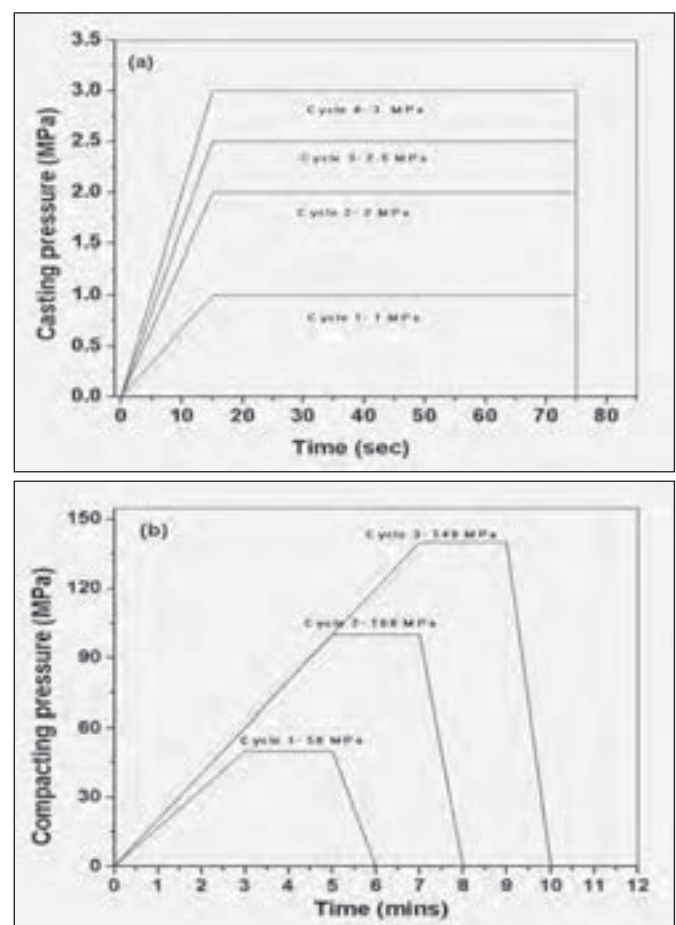 (a)
Casting pressure (MPa)
3.5
3.0
2.5
2.0
1.5
1.0
0.5
0.0
Cycle 4-3 MPa
Cycle 3-2.5 MPa
Cycle 2-2 MPa
Cycle 1-1 MPa
0 10 20 30 40 50 60 70 80
Time (sec)
(b)
Compacting pressure (MPa)
150
120
90
60
30
0
Cycle 3- MPa
Cycle 2- MPa
Cycle 1- MPa
0 1 2 3 4 5 6 7 8 9 10 11 12
Time (mins)